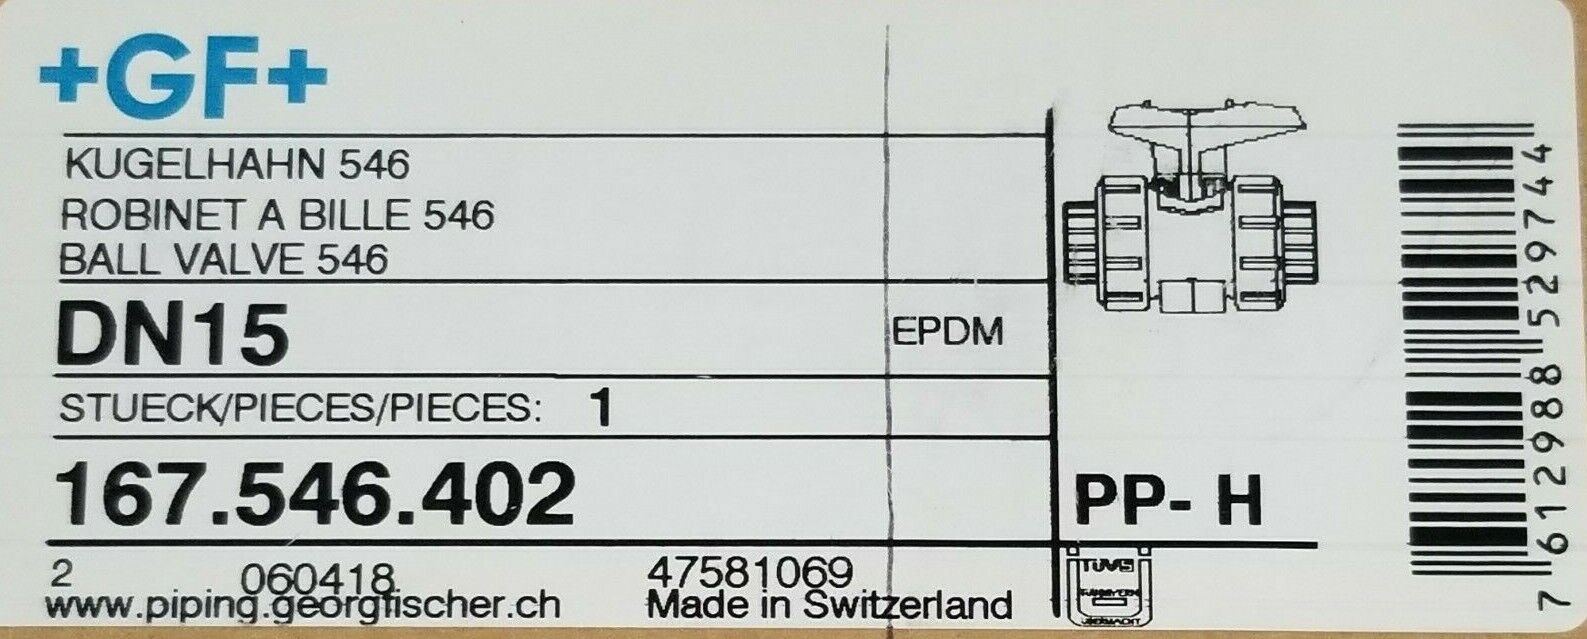 +GF+
KUGELHAHN 546
ROBINET A BILLE 546
BALL VALVE 546
DN15
EPDM
STUECK/PIECES/PIECES: 1
167.546.402
PP- H
2 060418 47581069
www.piping.georgfischer.ch Made in Switzerland
TÜV
7 612988 529744